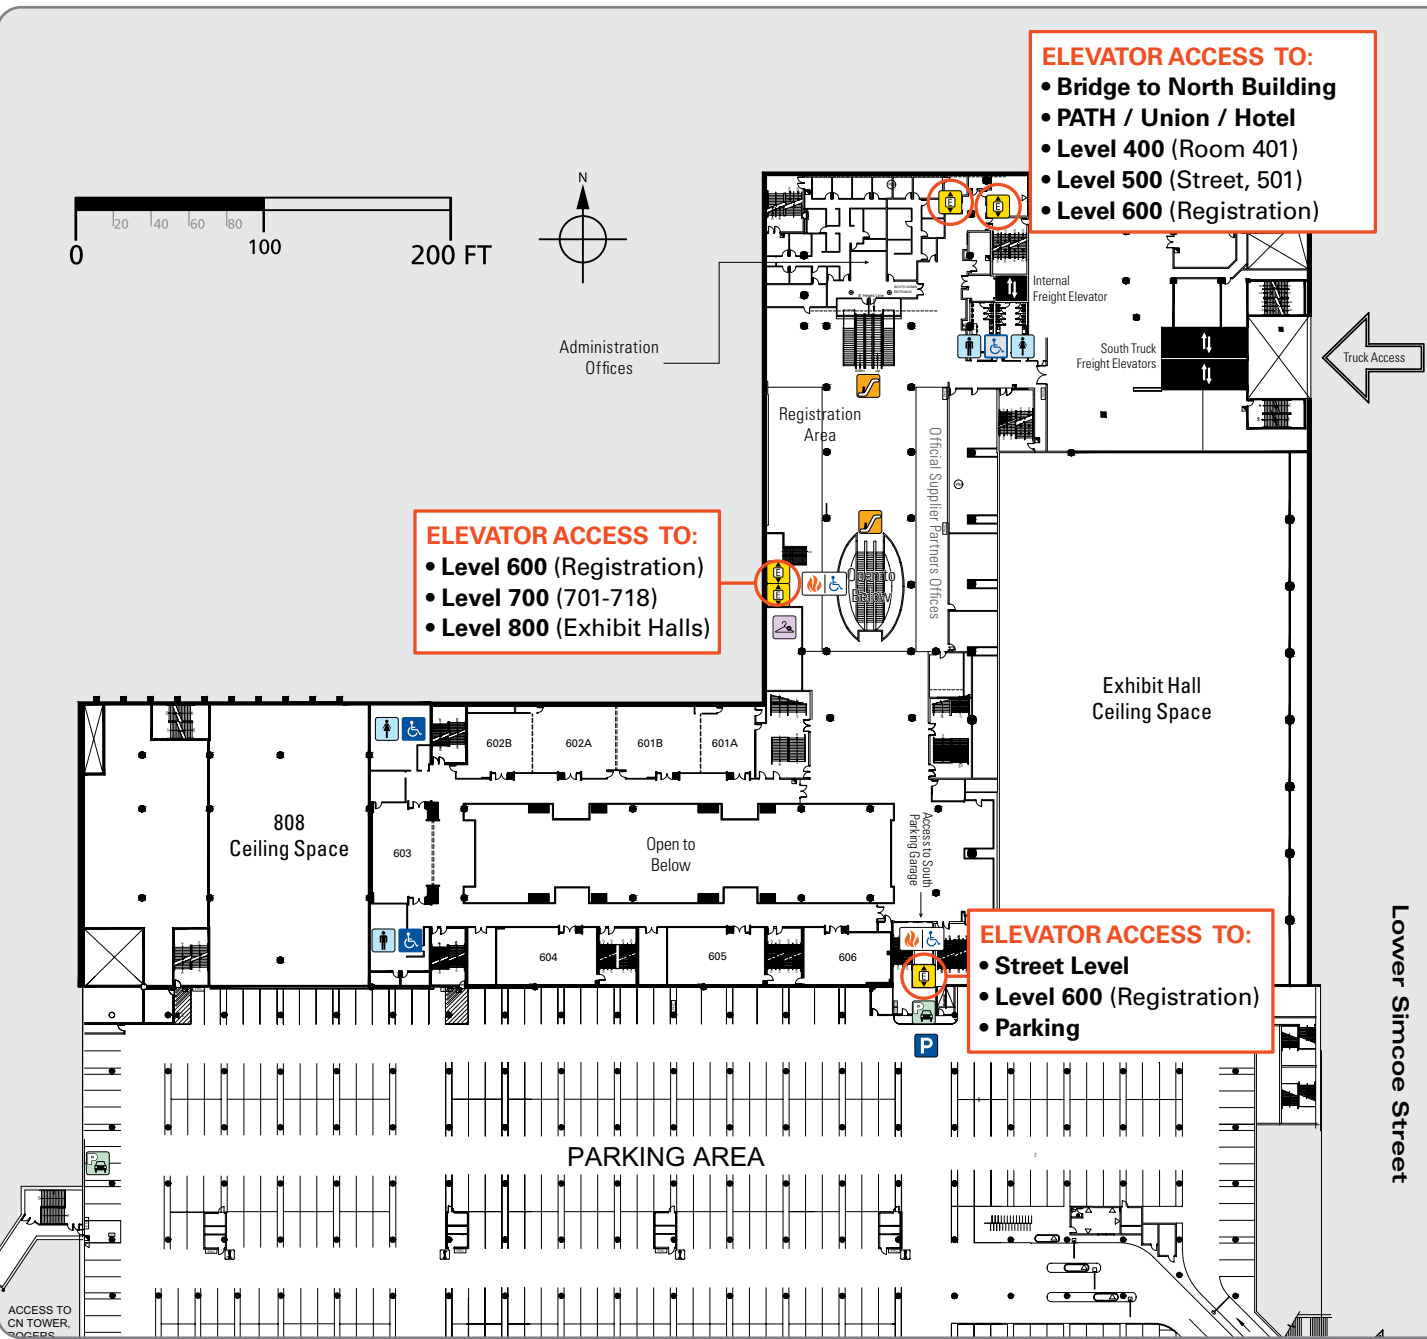 ELEVATOR ACCESS TO:
• Bridge to North Building
• PATH / Union / Hotel
• Level 400 (Room 401)
• Level 500 (Street, 501)
• Level 600 (Registration)
N
20 40 60 80
0 100 200 FT
Internal
Freight Elevator
South Truck
Freight Elevators
Truck Access
Administration
Offices
Registration
Area
Official Supplier Partners Offices
ELEVATOR ACCESS TO:
• Level 600 (Registration)
• Level 700 (701-718)
• Level 800 (Exhibit Halls)
E
E
E
E
Open to
Below
Exhibit Hall
Ceiling Space
602B
602A
601B
601A
808
Ceiling Space
603
Open to
Below
Access to South
Parking Garage
604
605
606
E
ELEVATOR ACCESS TO:
• Street Level
• Level 600 (Registration)
• Parking
P
P
Lower Simcoe Street
PARKING AREA
P
ACCESS TO
CN TOWER,
ROGERS